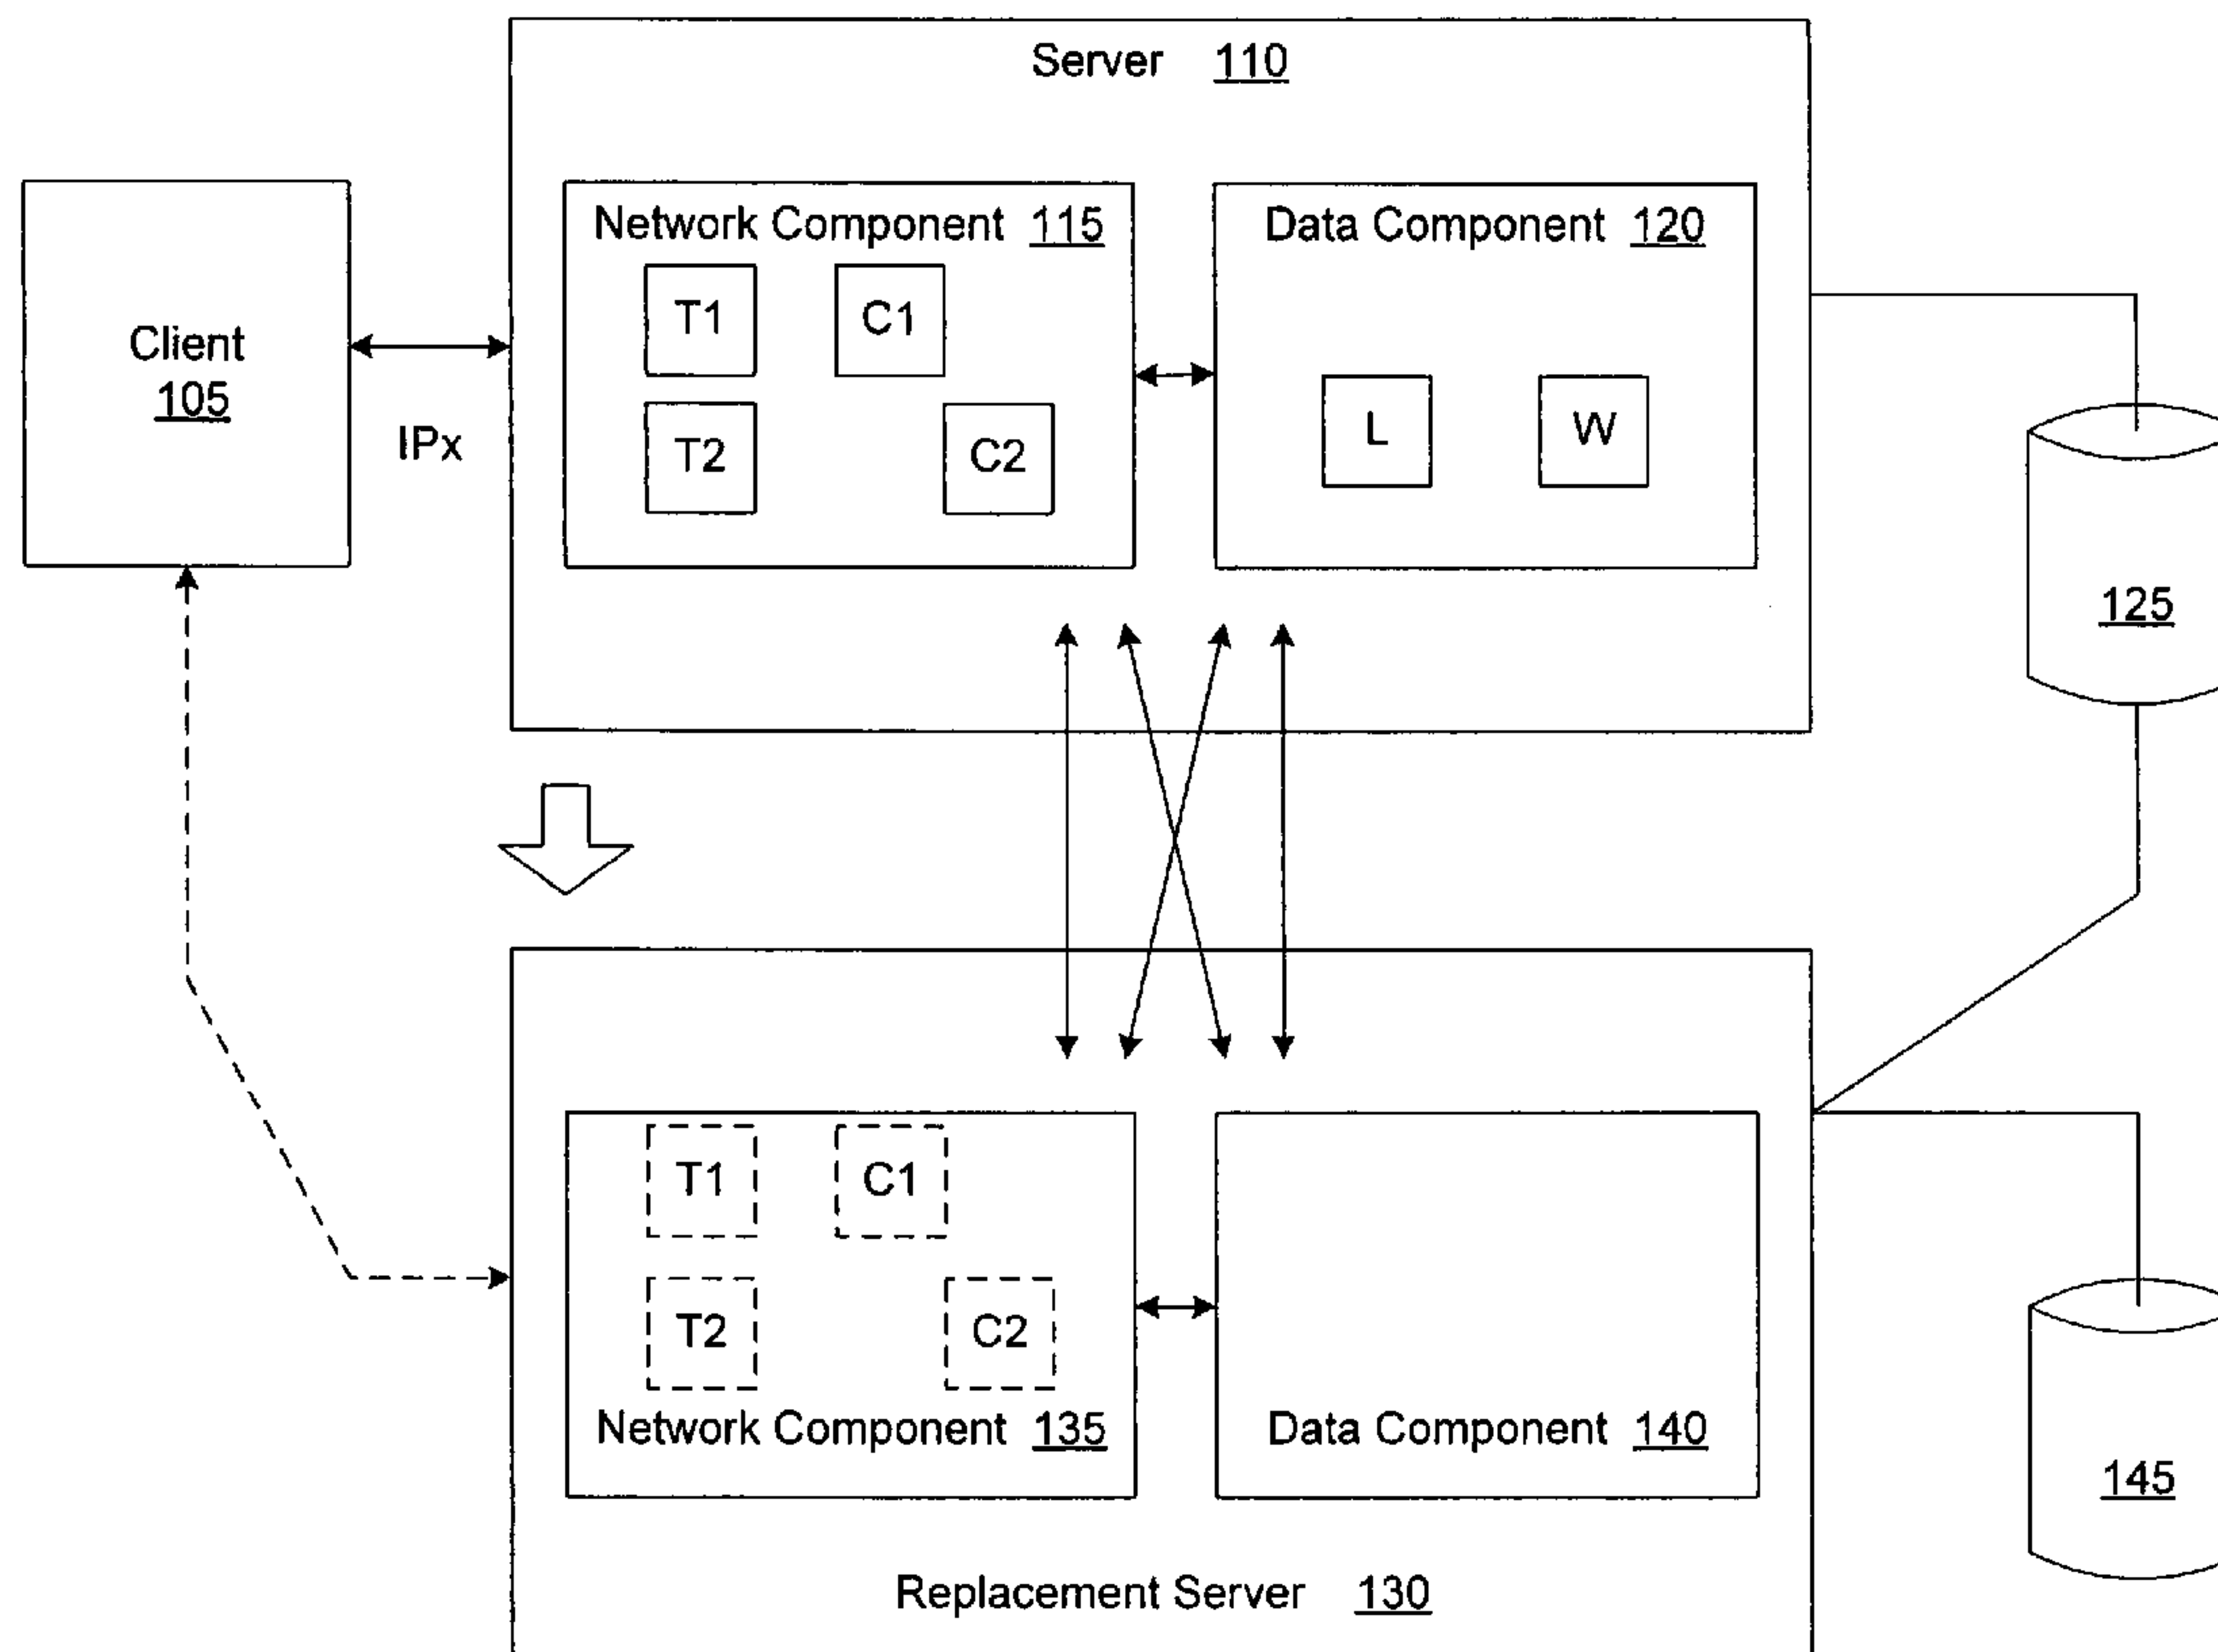 Server 110
Network Component 115
Data Component 120
T1
C1
Client
105
IPx
T2
C2
L
W
125
T1
C1
T2
C2
Network Component 135
Data Component 140
145
Replacement Server 130